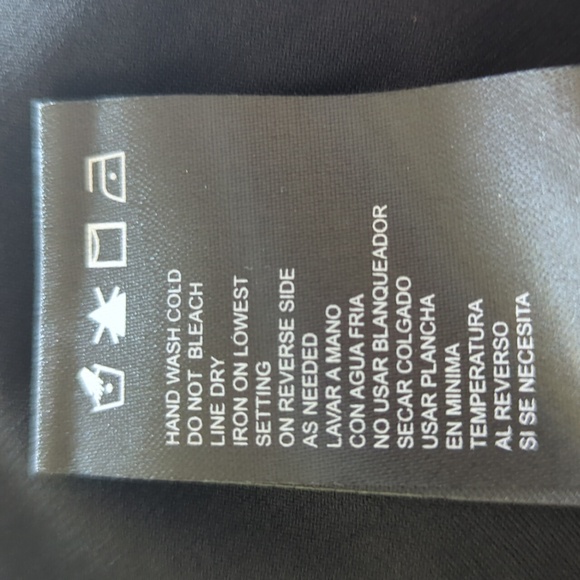 HAND WASH COLD
DO NOT BLEACH
LINE DRY
IRON ON LOWEST
SETTING
ON REVERSE SIDE
AS NEEDED
LAVAR A MANO
CON AGUA FRIA
NO USAR BLANQUEADOR
SECAR COLGADO
USAR PLANCHA
EN MINIMA
TEMPERATURA
AL REVERSO
SI SE NECESITA